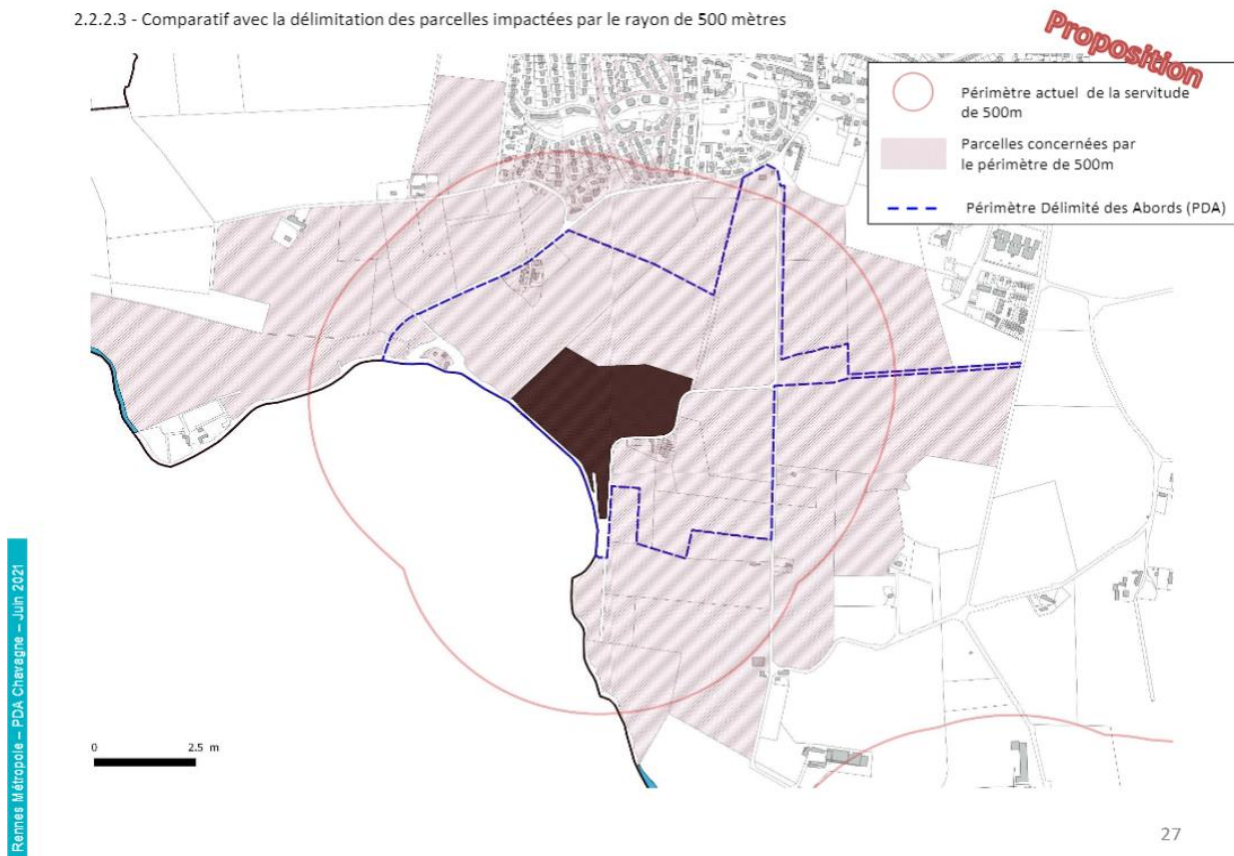 2.2.2.3 - Comparatif avec la délimitation des parcelles impactées par le rayon de 500 mètres
Proposition
Périmètre actuel de la servitude
de 500m
Parcelles concernées par
le périmètre de 500m
Périmètre Délimité des Abords (PDA)
Rennes Métropole – PDA Chavagne – Juin 2021
0 2.5 m
27